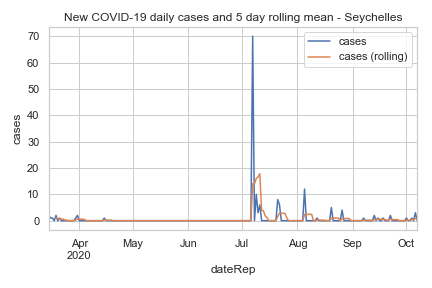 New COVID-19 daily cases and 5 day rolling mean - Seychelles
cases
cases (rolling)
cases
70
60
50
40
30
20
10
0
Apr
2020
May
Jun
Jul
Aug
Sep
Oct
dateRep